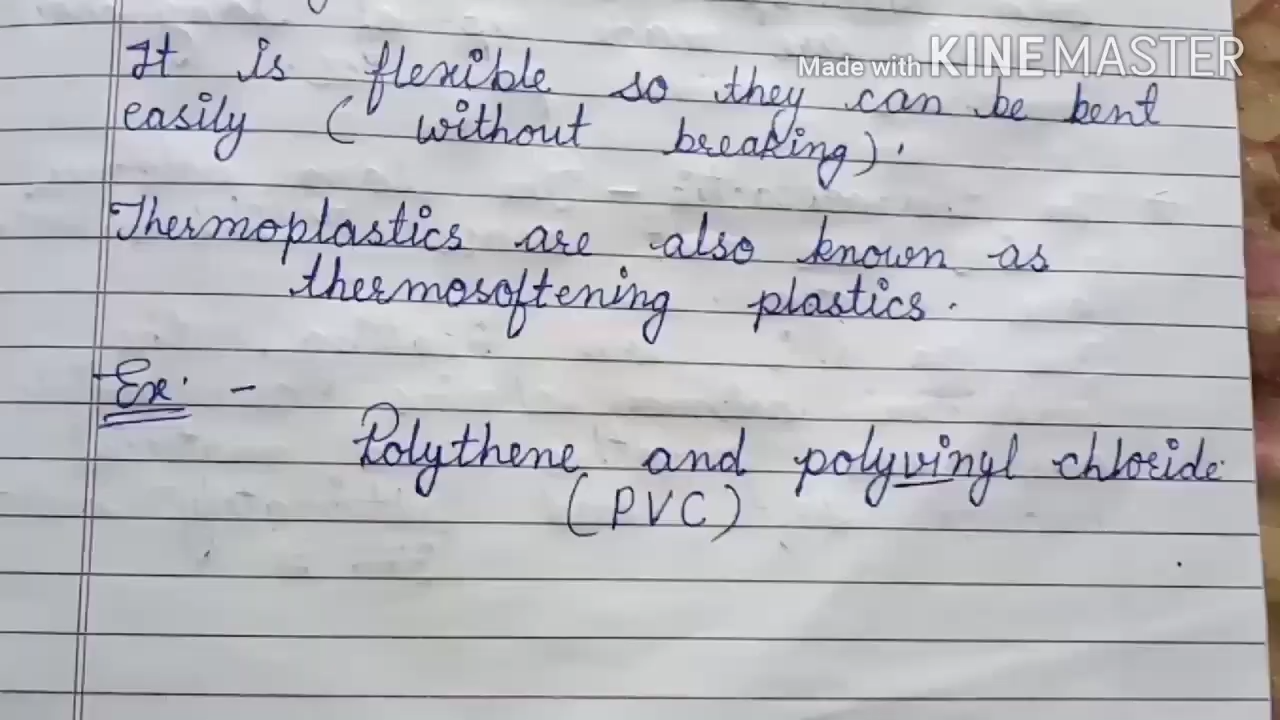 Made with KINEMASTER
It is flexible so they can be bent
easily ( without breaking).
Thermoplastics are also known as
thermosoftening plastics.
Ex. -
Polythene and polyvinyl chloride
(PVC)